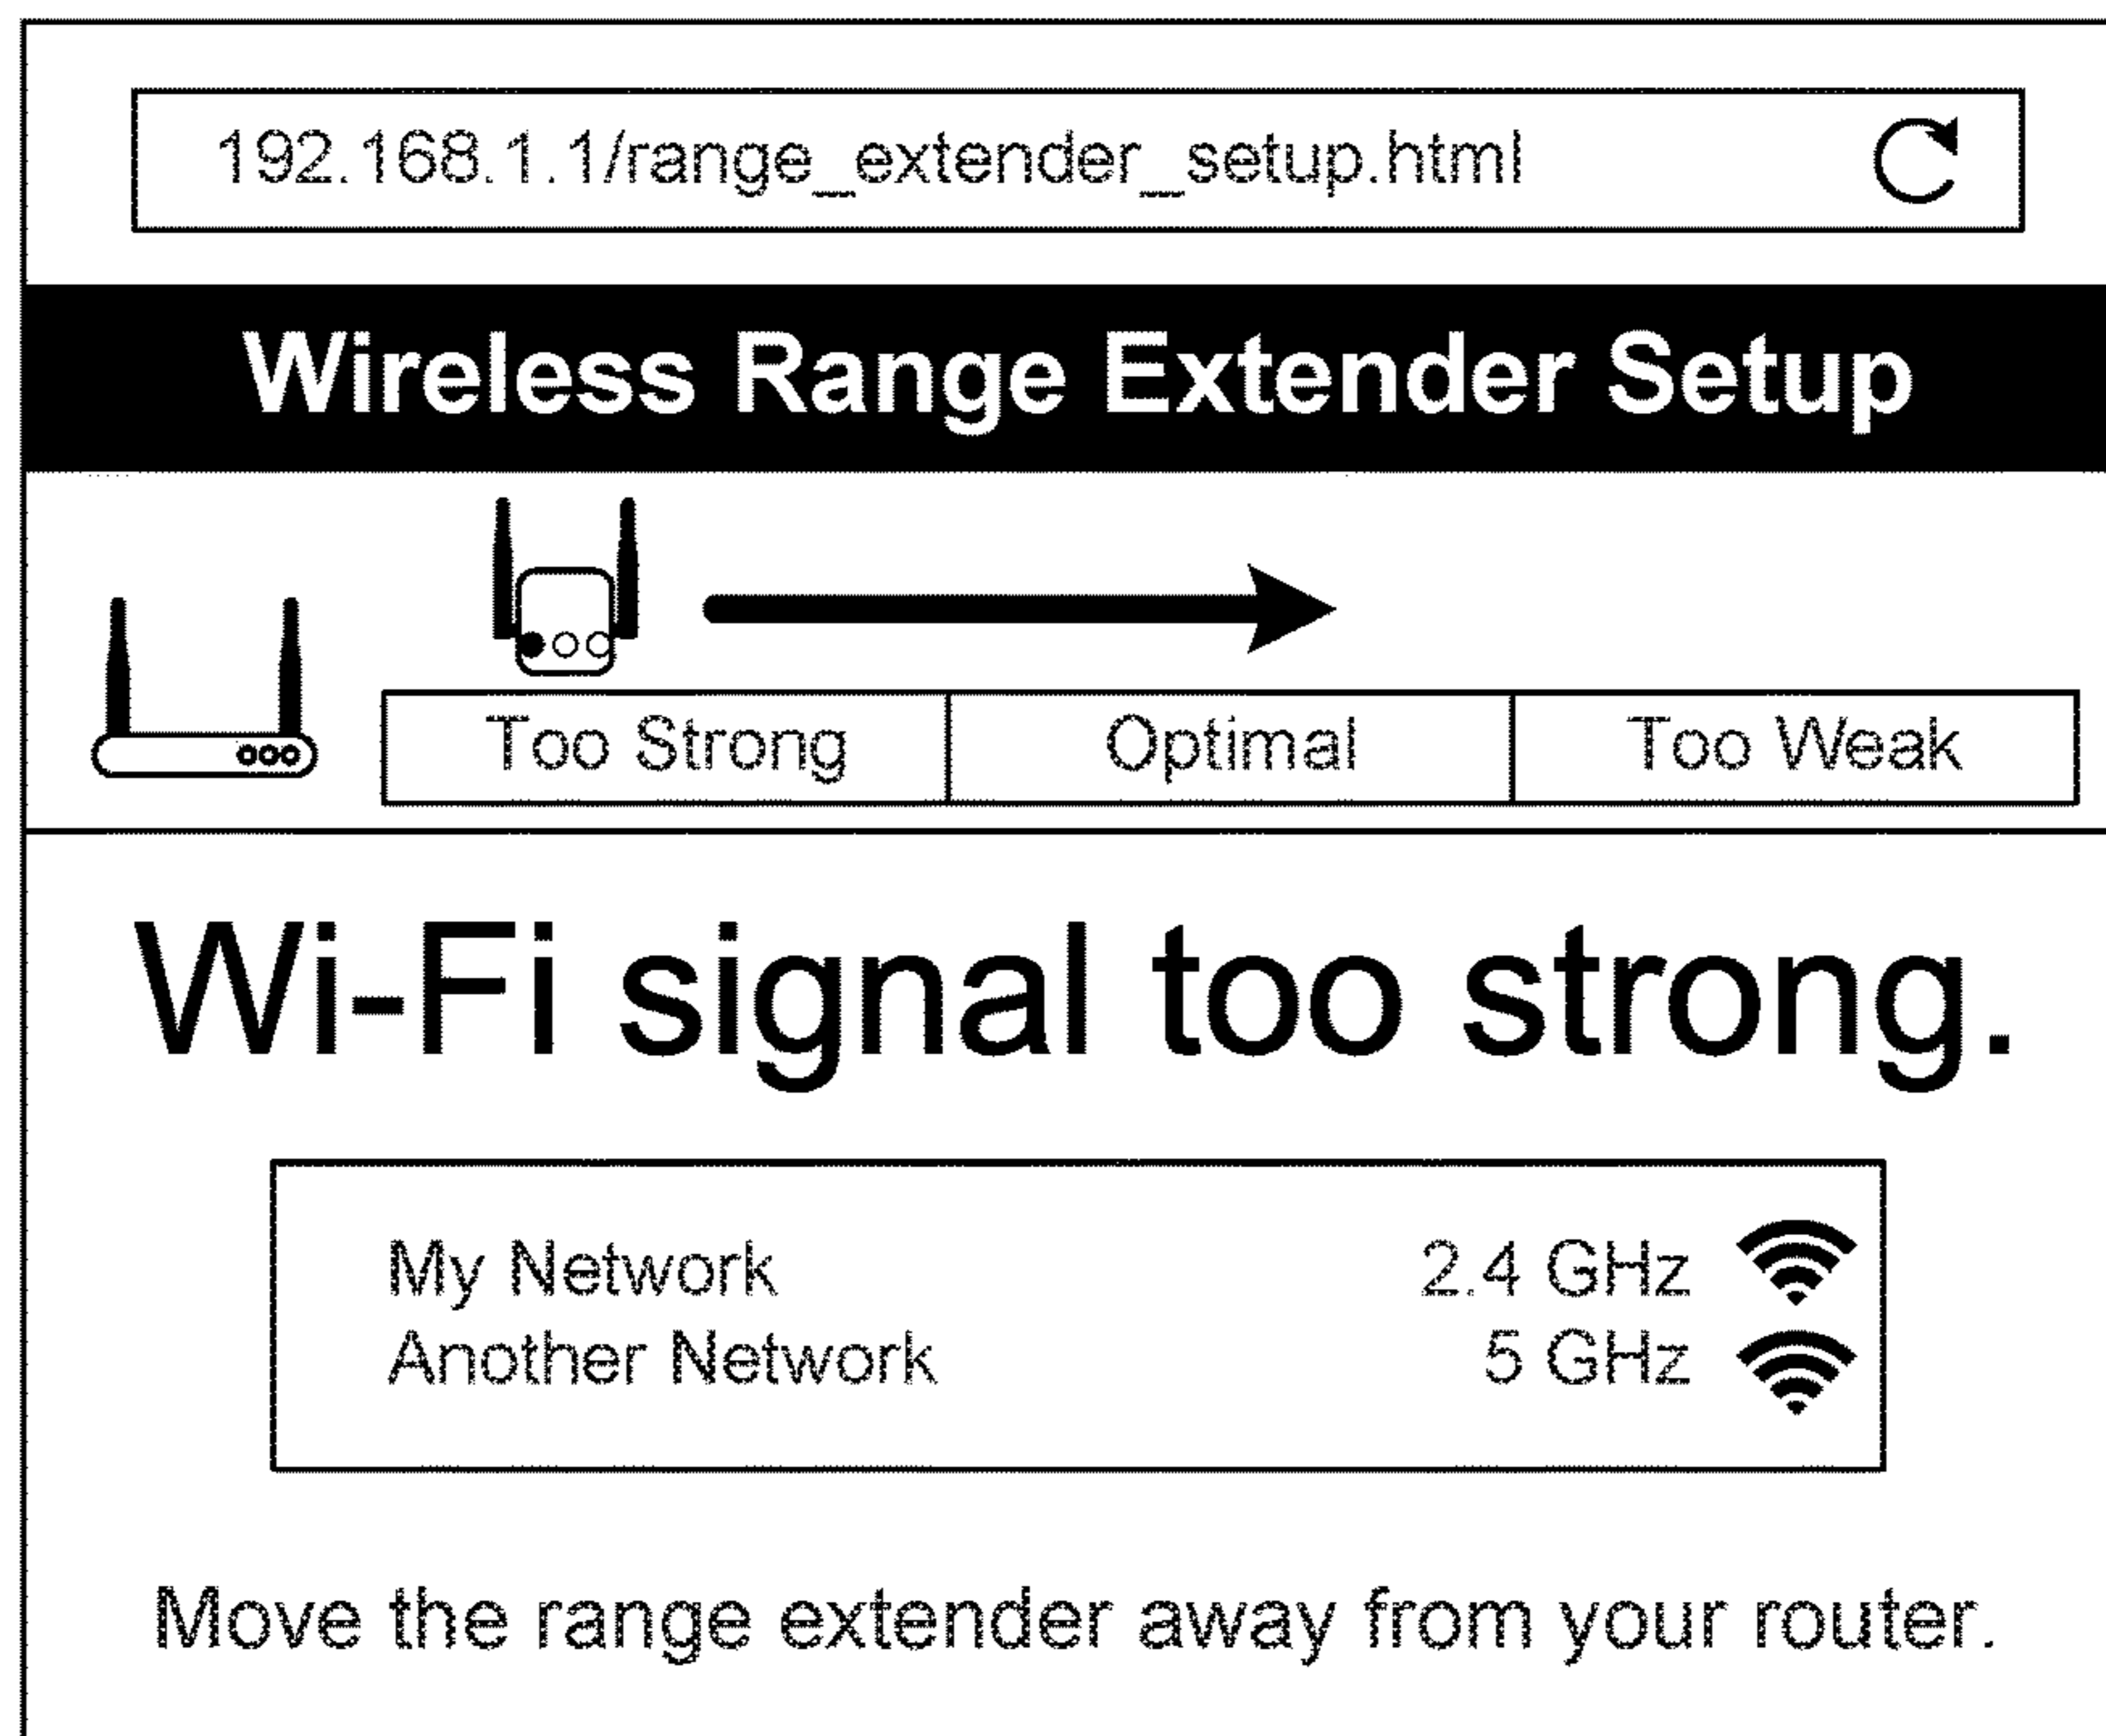 192.168.1.1/range_extender_setup.html
Wireless Range Extender Setup
Too Strong Optimal Too Weak
Wi-Fi signal too strong.
My Network 2.4 GHz
Another Network 5 GHz
Move the range extender away from your router.